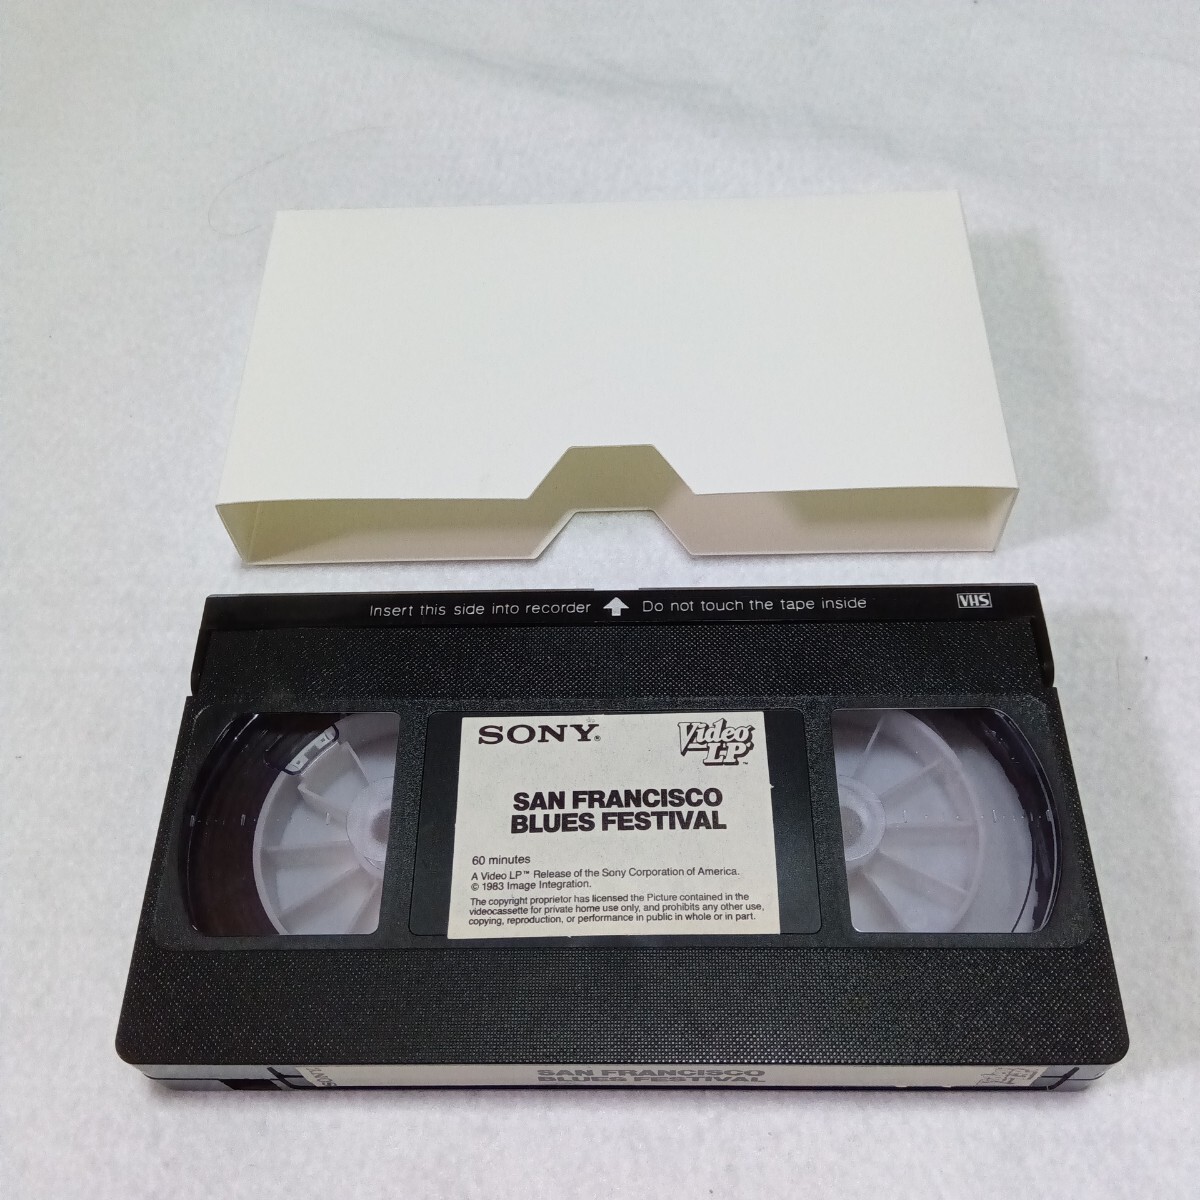 Insert this side into recorder Do not touch the tape inside VHS
SONY®
Video LP™
SAN FRANCISCO
BLUES FESTIVAL
60 minutes
A Video LP™ Release of the Sony Corporation of America.
© 1983 Image Integration.
The copyright proprietor has licensed the Picture contained in the
videocassette for private home use only, and prohibits any other use,
copying, reproduction, or performance in public in whole or in part.
SONY
SAN FRANCISCO
BLUES FESTIVAL